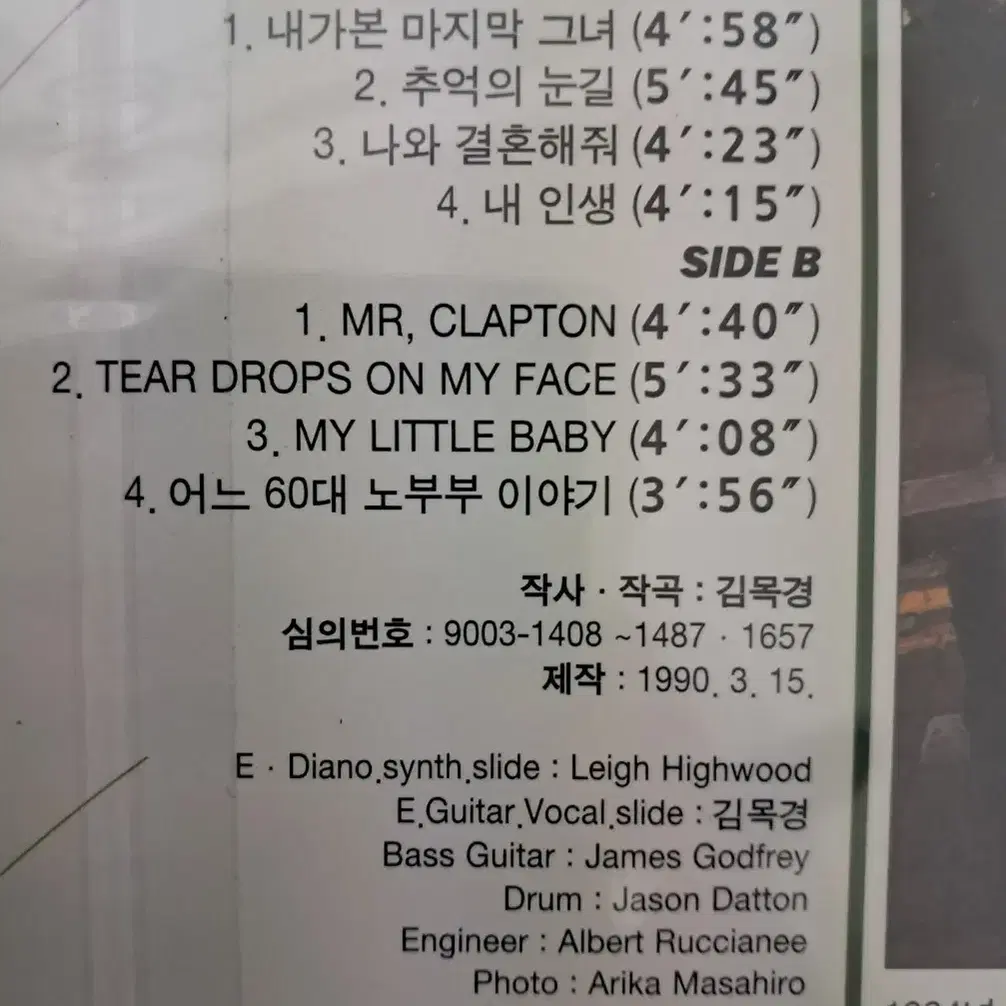 1. 내가본 마지막 그녀 (4′:58″)
2. 추억의 눈길 (5′:45″)
3. 나와 결혼해줘 (4′:23″)
4. 내 인생 (4′:15″)
SIDE B
1. MR, CLAPTON (4′:40″)
2. TEAR DROPS ON MY FACE (5′:33″)
3. MY LITTLE BABY (4′:08″)
4. 어느 60대 노부부 이야기 (3′:56″)
작사 · 작곡 : 김목경
심의번호 : 9003-1408 ~1487 · 1657
제작 : 1990. 3. 15.
E · Diano.synth.slide : Leigh Highwood
E.Guitar.Vocal.slide : 김목경
Bass Guitar : James Godfrey
Drum : Jason Datton
Engineer : Albert Ruccianee
Photo : Arika Masahiro